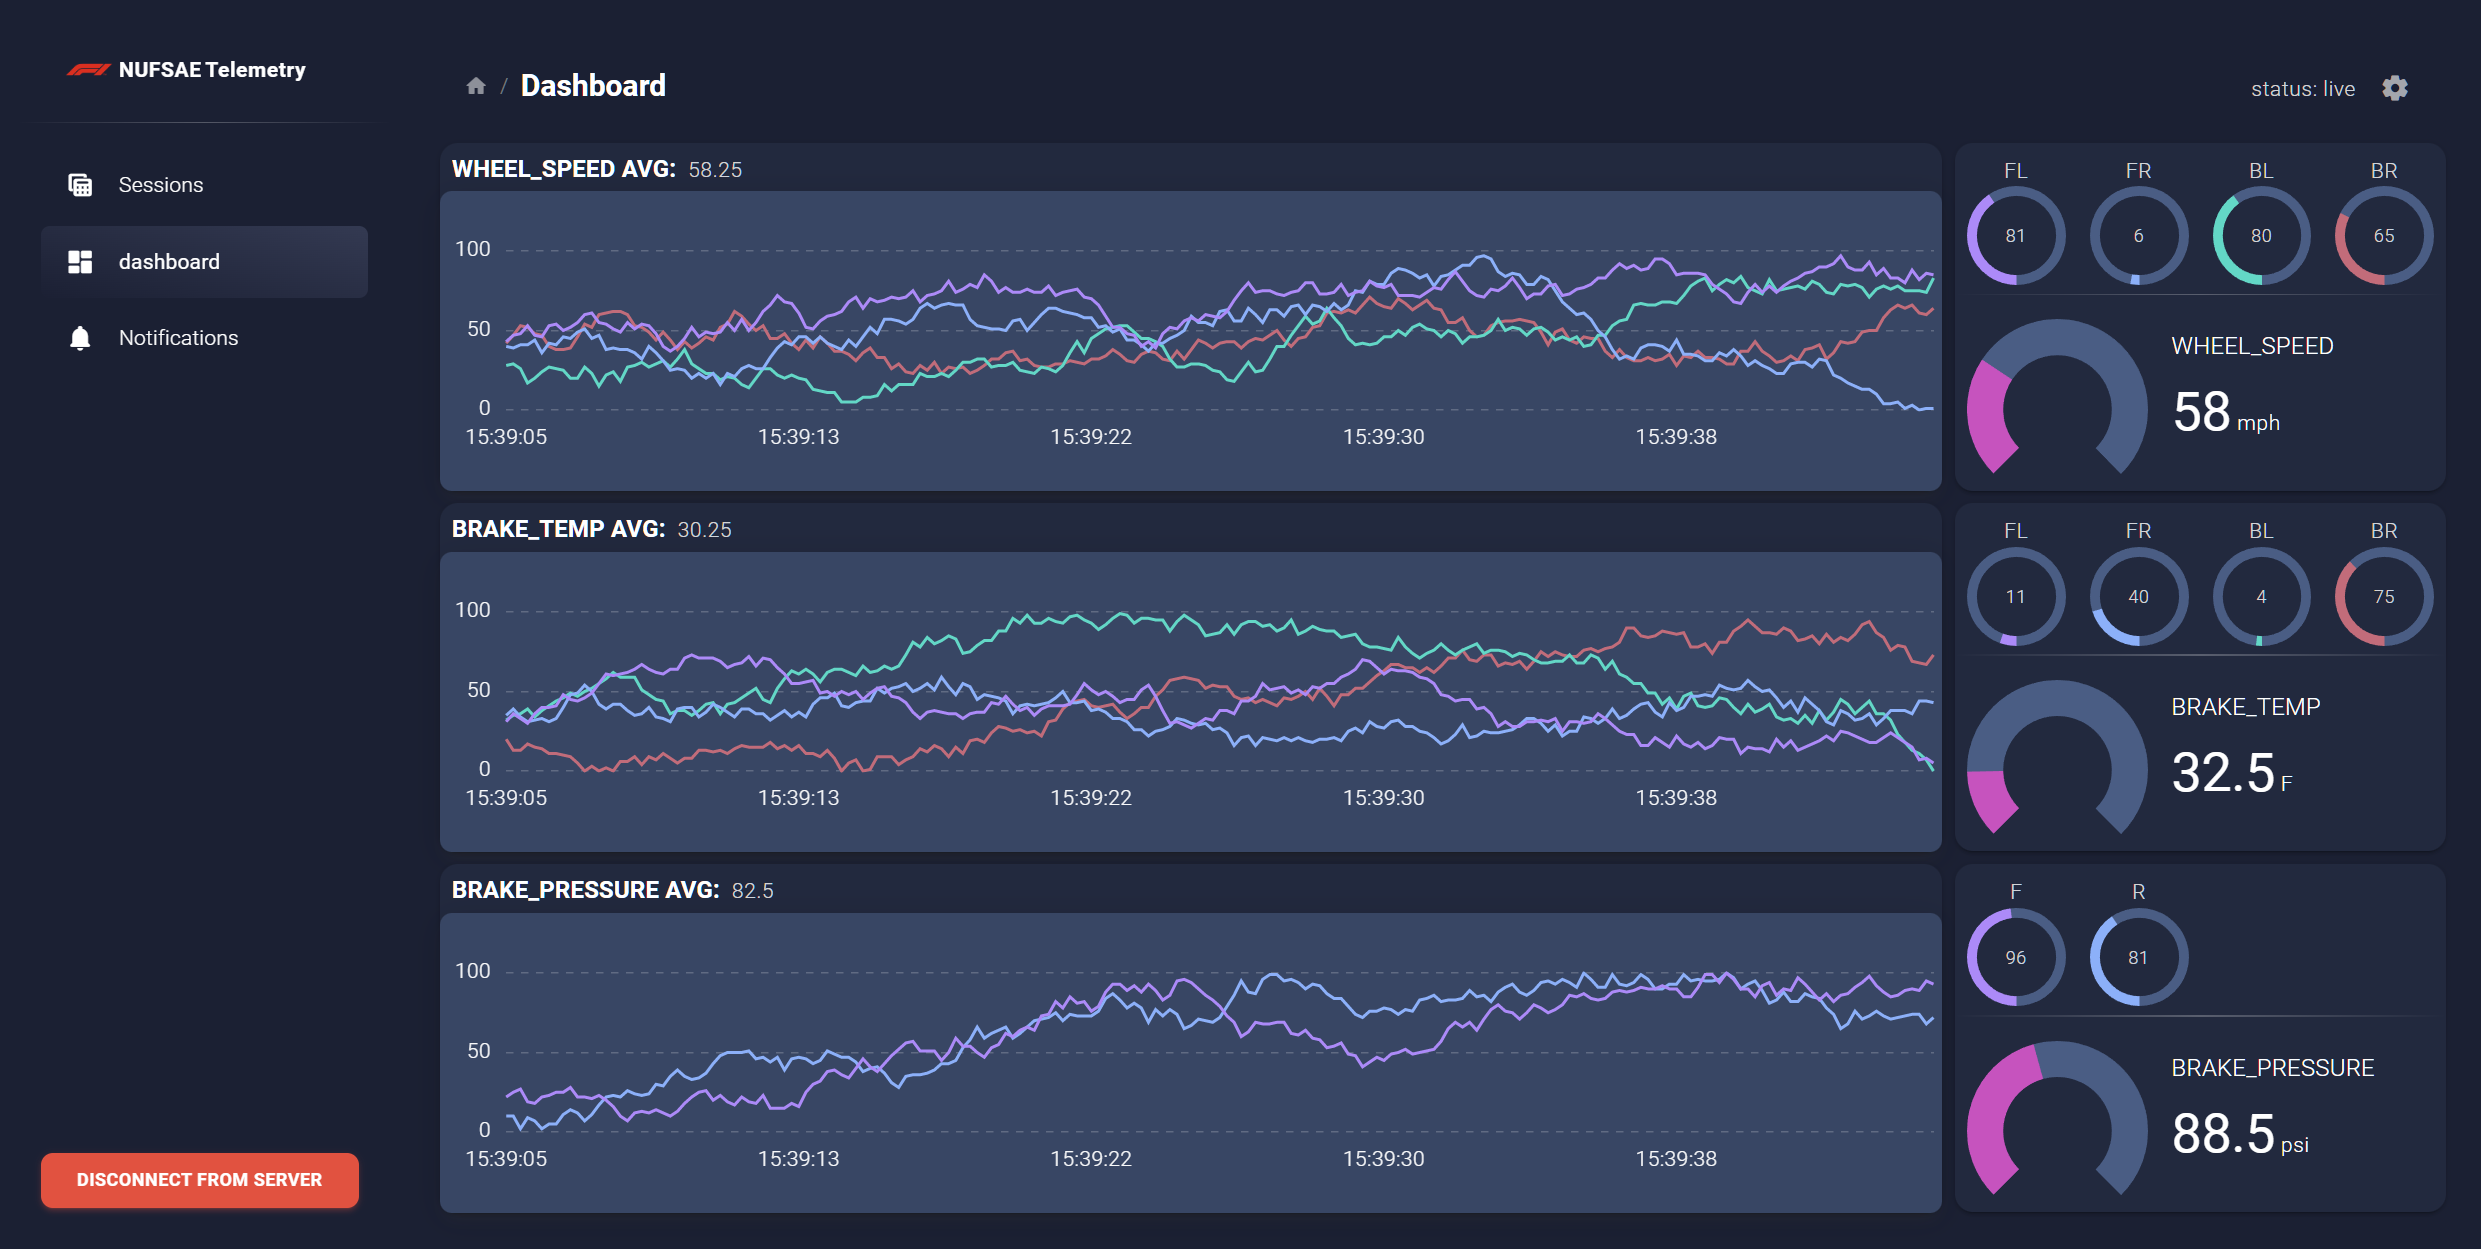 NUFSAE Telemetry
Sessions
dashboard
Notifications
DISCONNECT FROM SERVER
/ Dashboard
status: live
WHEEL_SPEED AVG: 58.25
100
50
0
15:39:05 15:39:13 15:39:22 15:39:30 15:39:38
FL FR BL BR
81 6 80 65
WHEEL_SPEED
58 mph
BRAKE_TEMP AVG: 30.25
100
50
0
15:39:05 15:39:13 15:39:22 15:39:30 15:39:38
FL FR BL BR
11 40 4 75
BRAKE_TEMP
32.5 F
BRAKE_PRESSURE AVG: 82.5
100
50
0
15:39:05 15:39:13 15:39:22 15:39:30 15:39:38
F R
96 81
BRAKE_PRESSURE
88.5 psi